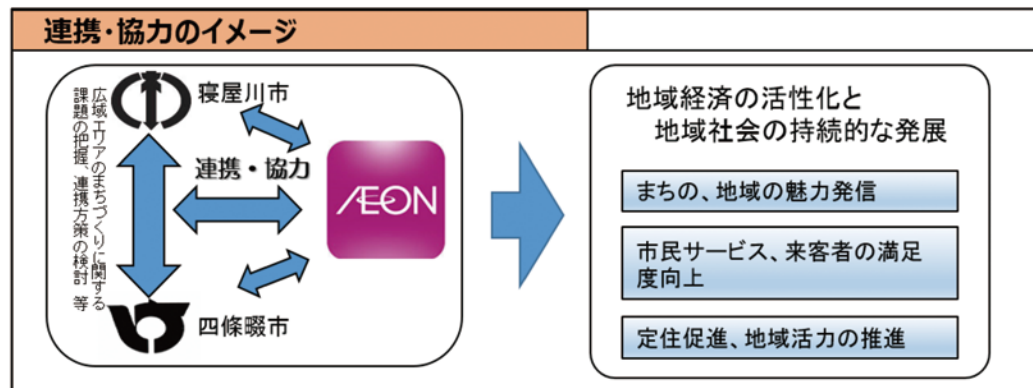 連携・協力のイメージ
広域エリアのまちづくりに関する
課題の把握、連携方策の検討 等
寝屋川市
連携・協力
ÆON
四條畷市
地域経済の活性化と
地域社会の持続的な発展
まちの、地域の魅力発信
市民サービス、来客者の満足
度向上
定住促進、地域活力の推進